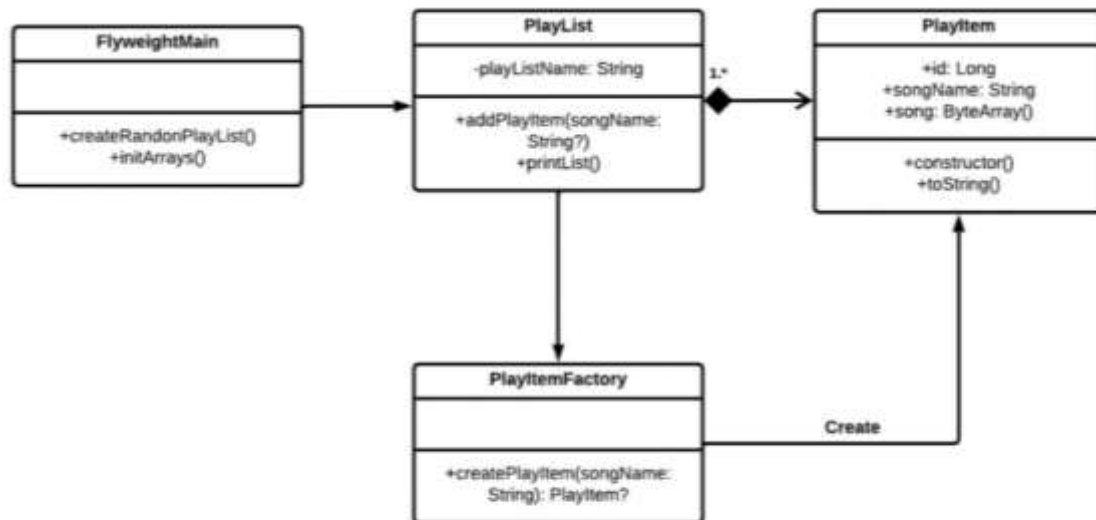 FlyweightMain
+createRandonPlayList()
+initArrays()
PlayList
-playListName: String
+addPlayItem(songName:
String?)
+printList()
1.*
PlayItem
+id: Long
+songName: String
+song: ByteArray()
+constructor()
+toString()
PlayItemFactory
+createPlayItem(songName:
String): PlayItem?
Create